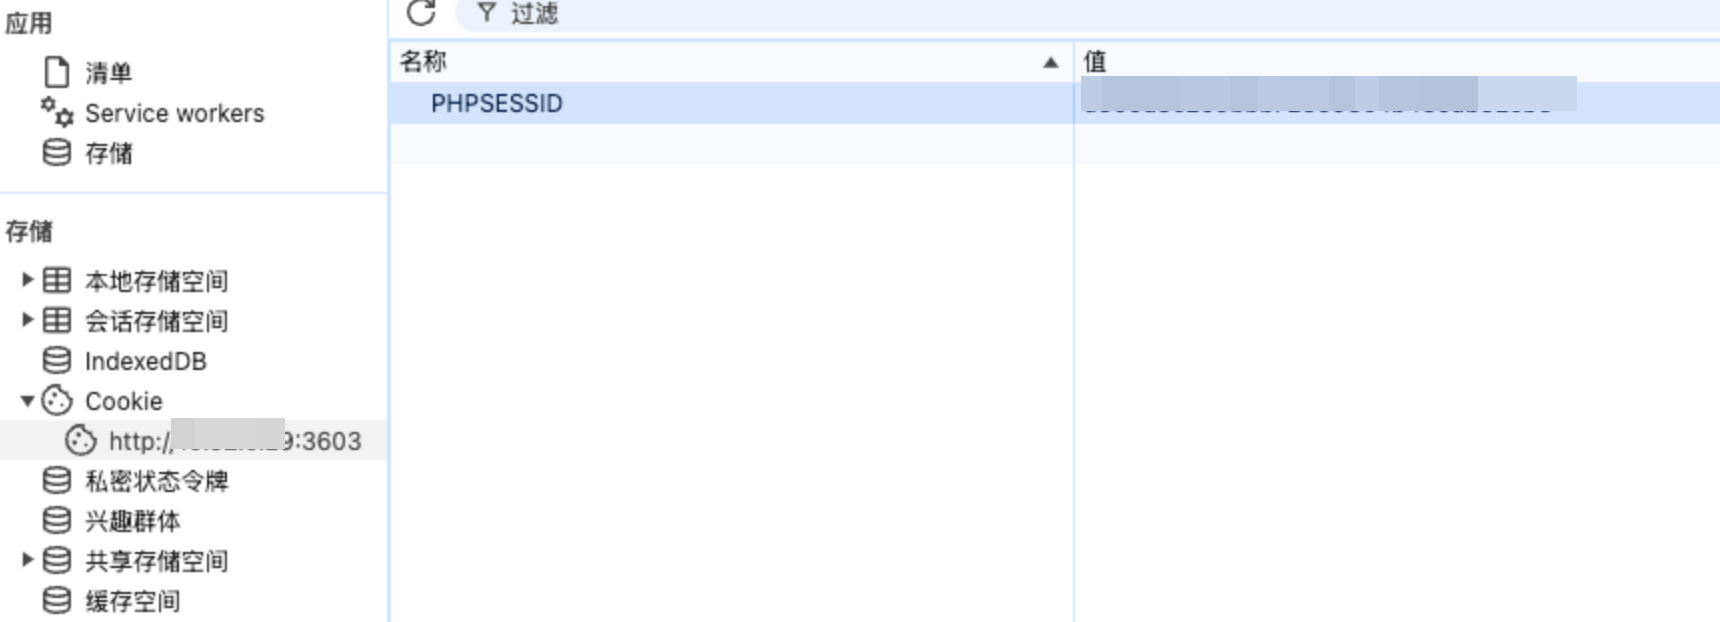 应用
清单
Service workers
存储
存储
本地存储空间
会话存储空间
IndexedDB
Cookie
http:/ 9:3603
私密状态令牌
兴趣群体
共享存储空间
缓存空间
过滤
名称 值
PHPSESSID